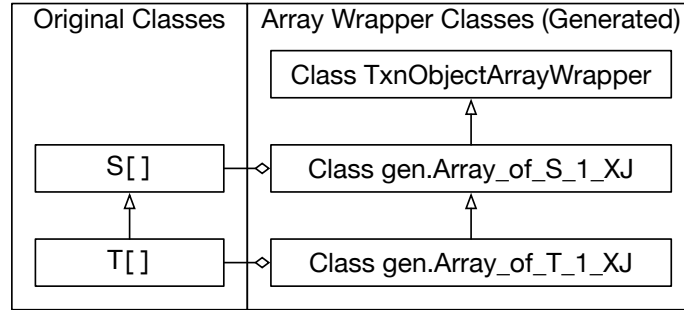 Original Classes
Array Wrapper Classes (Generated)
Class TxnObjectArrayWrapper
S[]
Class gen.Array_of_S_1_XJ
T[]
Class gen.Array_of_T_1_XJ